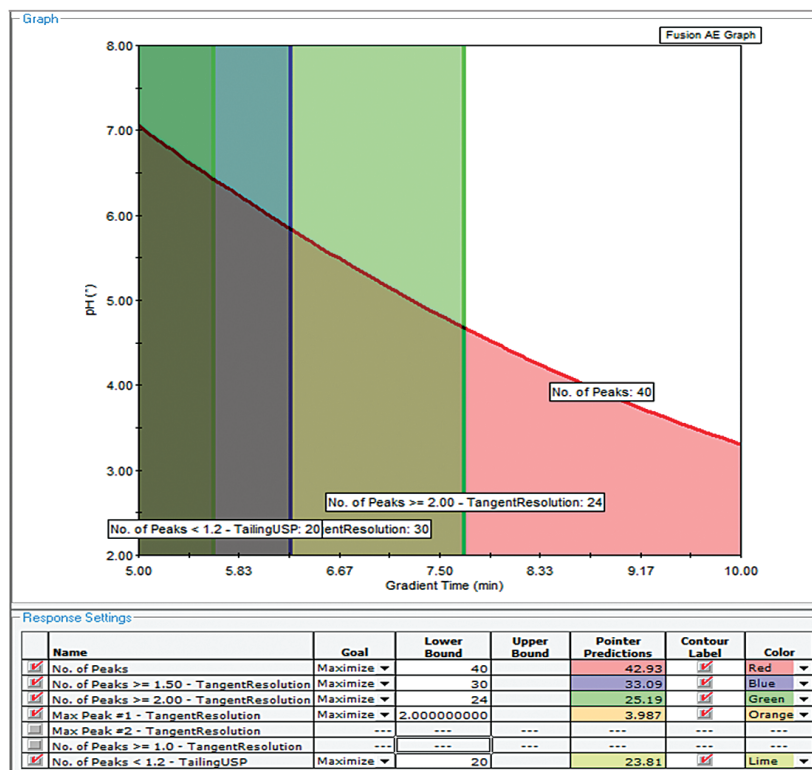 Graph
Fusion AE Graph
8.00
7.00
6.00
5.00
4.00
3.00
2.00
pH (*)
No. of Peaks: 40
No. of Peaks >= 2.00 - TangentResolution: 24
No. of Peaks < 1.2 - TailingUSP: 20 entResolution: 30
5.00 5.83 6.67 7.50 8.33 9.17 10.00
Gradient Time (min)
Response Settings
Name Goal Lower Bound Upper Bound Pointer Predictions Contour Label Color
No. of Peaks Maximize 40 42.93 Red
No. of Peaks >= 1.50 - TangentResolution Maximize 30 33.09 Blue
No. of Peaks >= 2.00 - TangentResolution Maximize 24 25.19 Green
Max Peak #1 - TangentResolution Maximize 2.000000000 3.987 Orange
Max Peak #2 - TangentResolution --- --- --- --- --- ---
No. of Peaks >= 1.0 - TangentResolution --- --- --- --- --- ---
No. of Peaks < 1.2 - TailingUSP Maximize 20 23.81 Lime